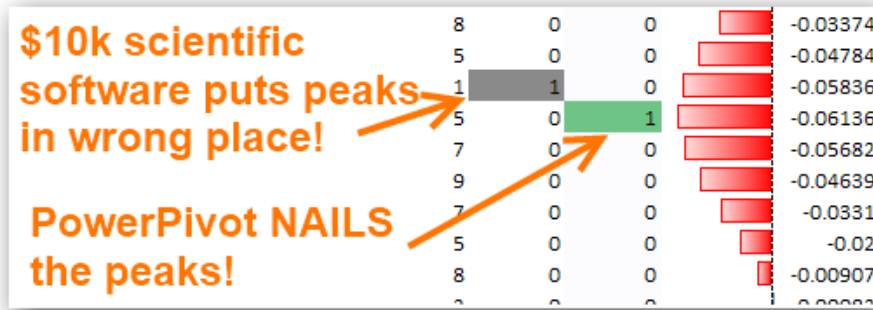 $10k scientific
software puts peaks
in wrong place!
PowerPivot NAILS
the peaks!
8 0 0 -0.03374
5 0 0 -0.04784
1 1 0 -0.05836
5 0 1 -0.06136
7 0 0 -0.05682
9 0 0 -0.04639
7 0 0 -0.0331
5 0 0 -0.02
8 0 0 -0.00907